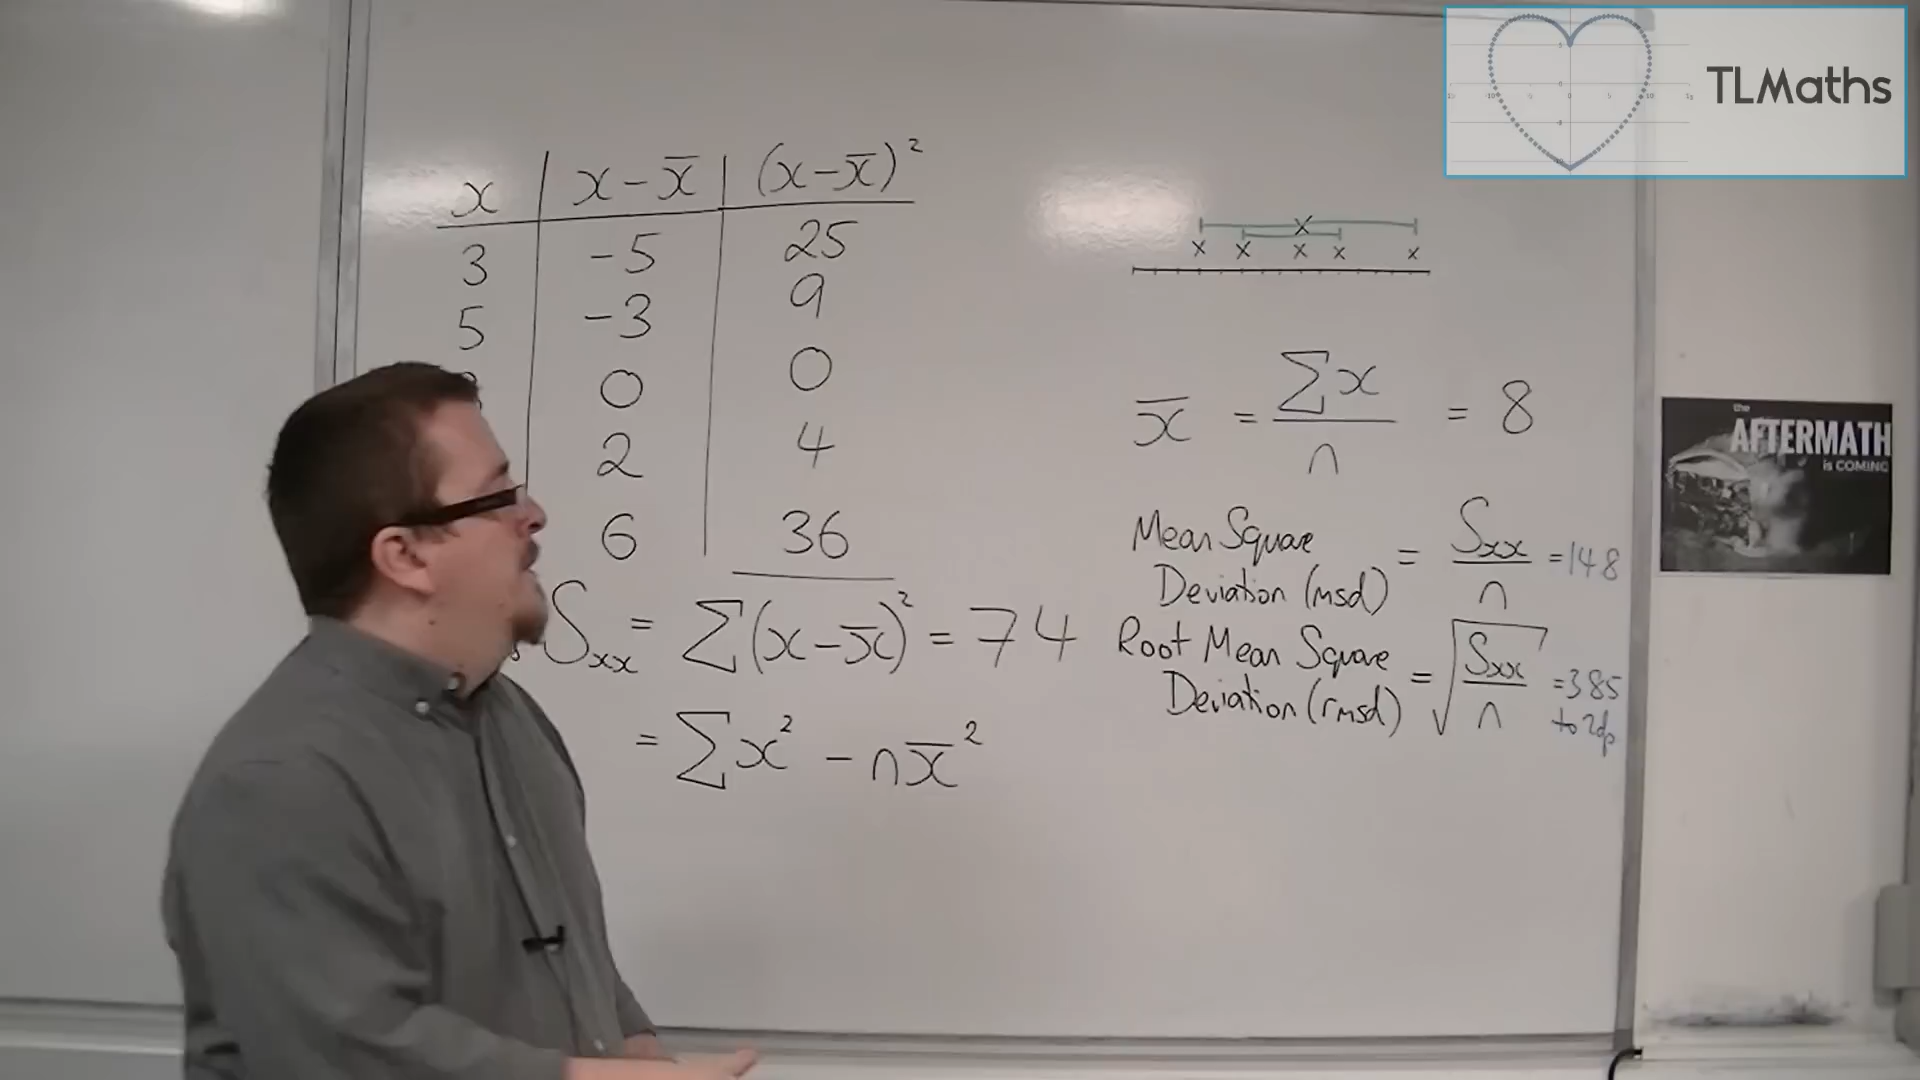 TLMaths
x | x - x̄ | (x - x̄)²
3 | -5 | 25
5 | -3 | 9
0 | 0
2 | 4
6 | 36
Sxx = Σ(x - x̄)² = 74
= Σx² - nx̄²
x̄ = Σx / n = 8
Mean Square Deviation (msd) = Sxx / n = 14.8
Root Mean Square Deviation (rmsd) = √(Sxx / n) = 3.85 to 2dp
the
AFTERMATH
is COMING